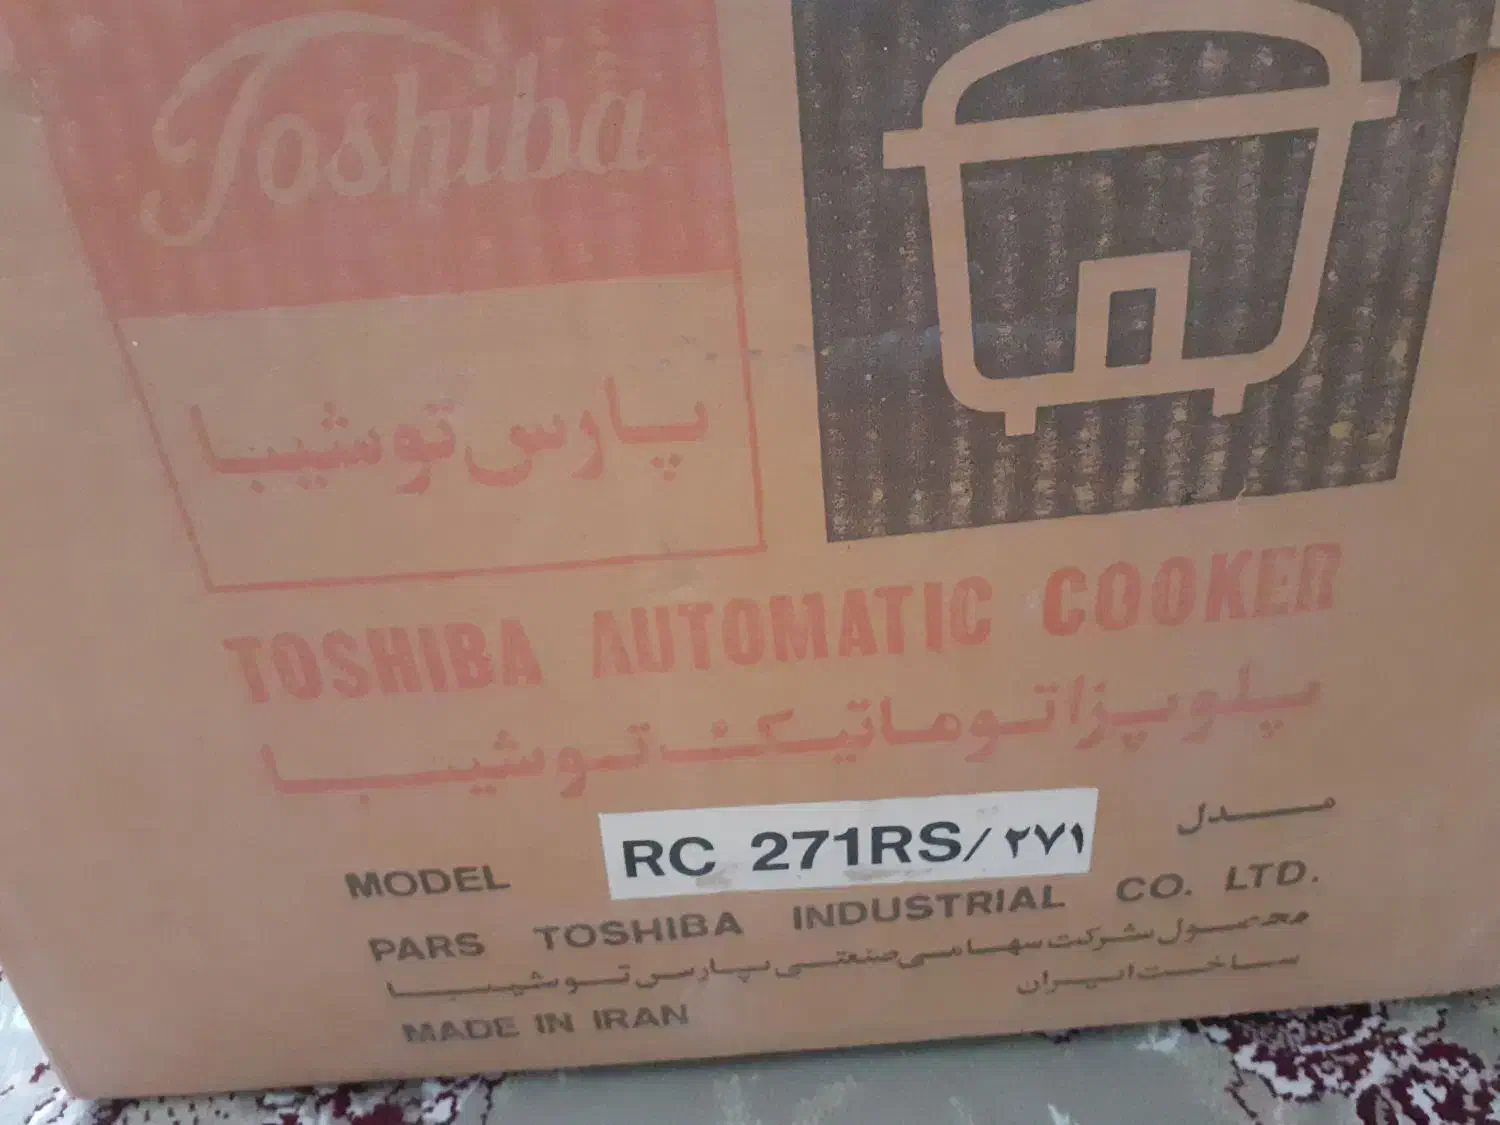 Toshiba
پارس توشیبا
TOSHIBA AUTOMATIC COOKER
پلوپز اتوماتیک توشیبا
MODEL RC 271RS/۲۷۱ مدل
PARS TOSHIBA INDUSTRIAL CO. LTD.
محصول شرکت سهامی صنعتی پارس توشیبا
MADE IN IRAN ساخت ایران